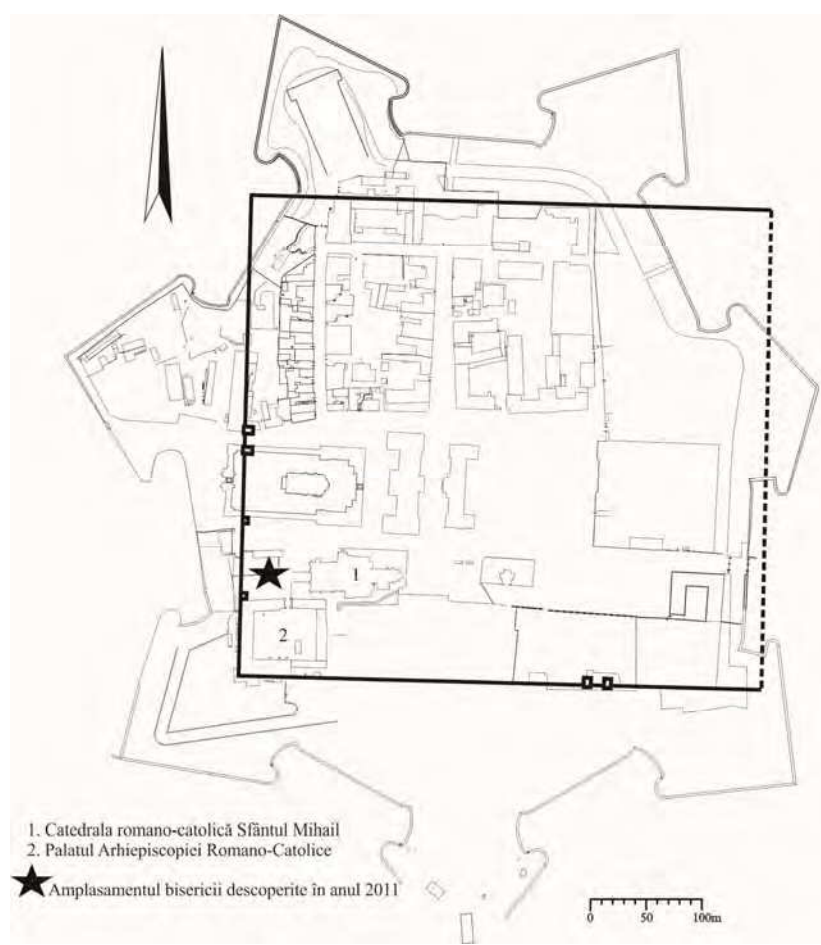 1
2
1. Catedrala romano-catolică Sfântul Mihail
2. Palatul Arhiepiscopiei Romano-Catolice
Amplasamentul bisericii descoperite în anul 2011
0 50 100m